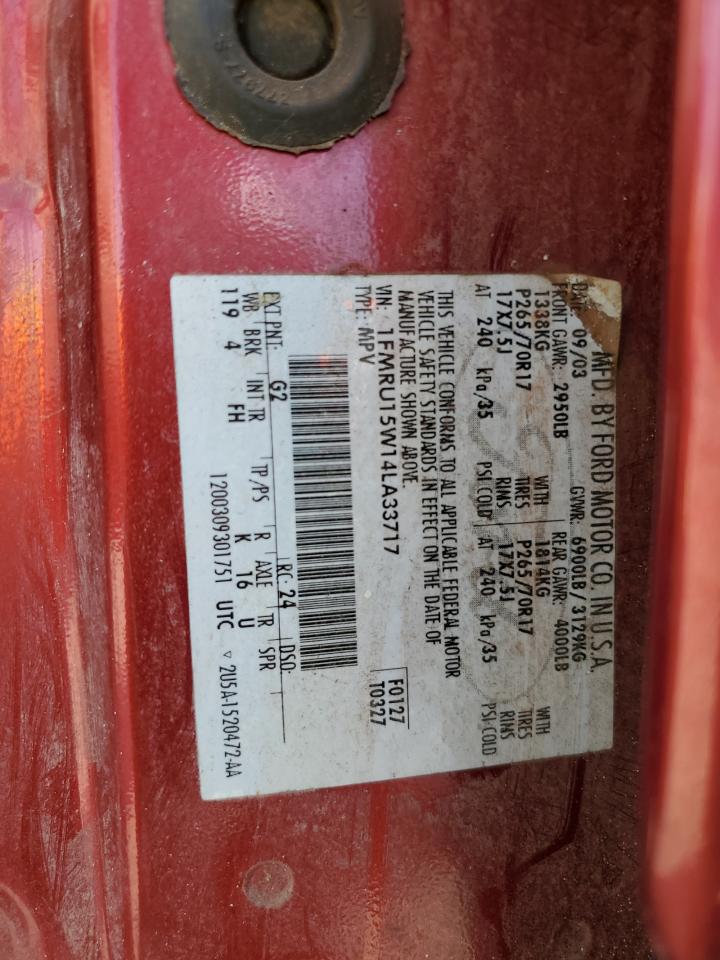 MFD. BY FORD MOTOR CO. IN U.S.A.
DATE: 09/03 GVWR: 6900LB/ 3129KG
FRONT GAWR: 2950LB REAR GAWR: 4000LB
1338KG WITH 1814KG WITH
P265/70R17 TIRES P265/70R17 TIRES
17X7.5J RIMS 17X7.5J RIMS
AT 240 kPa/35 PSI COLD AT 240 kPa/35 PSI COLD
THIS VEHICLE CONFORMS TO ALL APPLICABLE FEDERAL MOTOR
VEHICLE SAFETY STANDARDS IN EFFECT ON THE DATE OF
MANUFACTURE SHOWN ABOVE.
VIN: 1FMRU15W14LA33717
TYPE: MPV
F0127
T0327
EXT PNT: G2 RC: 24 DSO:
WB BRK INT TR TP/PS R AXLE TR SPR
119 4 FH K 16 U
1200309301751 UTC ▿ 2U5A-1520472-AA